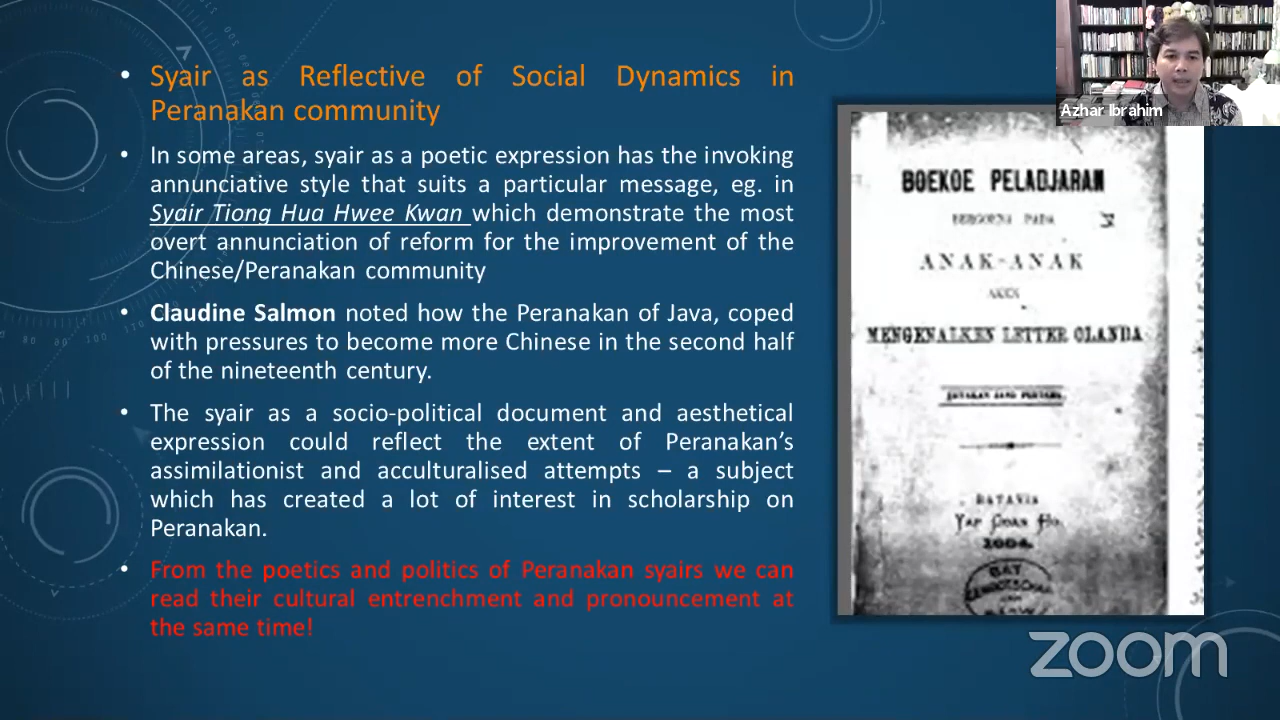 Syair as Reflective of Social Dynamics in
Peranakan community
In some areas, syair as a poetic expression has the invoking
annunciative style that suits a particular message, eg. in
Syair Tiong Hua Hwee Kwan which demonstrate the most
overt annunciation of reform for the improvement of the
Chinese/Peranakan community
Claudine Salmon noted how the Peranakan of Java, coped
with pressures to become more Chinese in the second half
of the nineteenth century.
The syair as a socio-political document and aesthetical
expression could reflect the extent of Peranakan’s
assimilationist and acculturalised attempts – a subject
which has created a lot of interest in scholarship on
Peranakan.
From the poetics and politics of Peranakan syairs we can
read their cultural entrenchment and pronouncement at
the same time!
Azhar Ibrahim
BOEKOE PELADJARAN
BERGOENA PADA
ANAK-ANAK
AKEN
MENGENALKEN LETTER OLANDA
BATAVIA
zoom